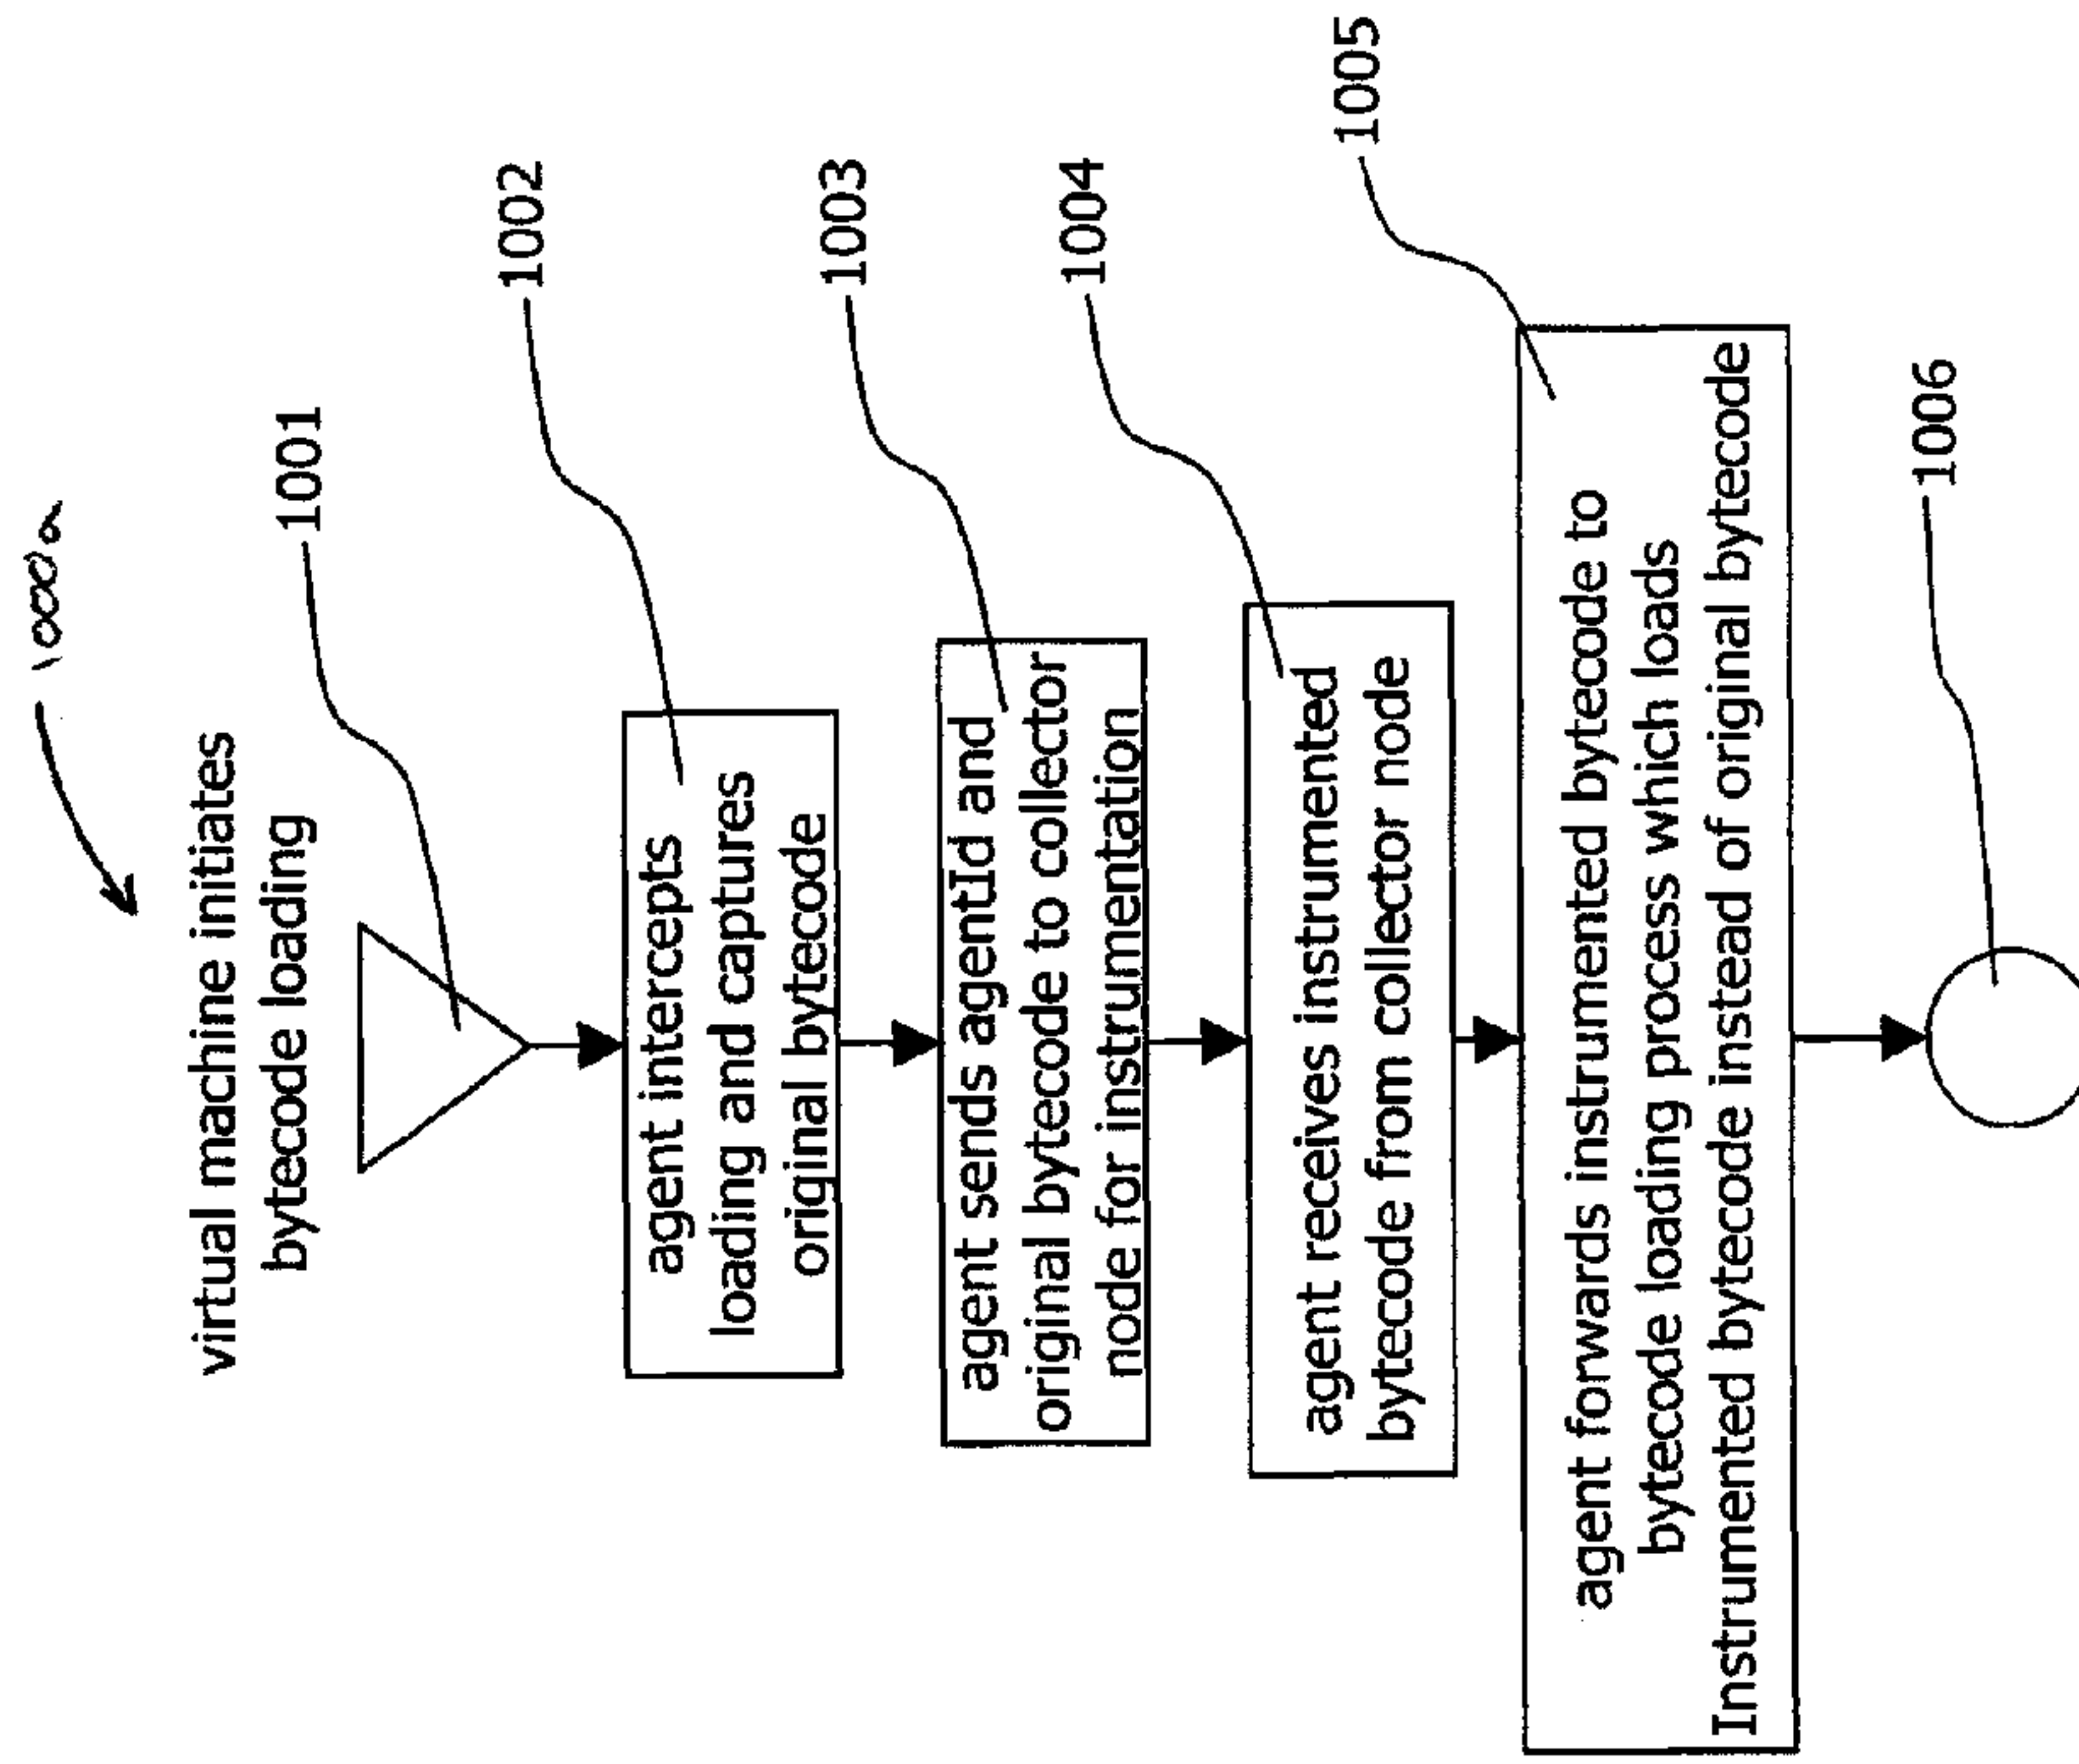 1000a
virtual machine initiates
bytecode loading
1001
agent intercepts
loading and captures
original bytecode
1002
agent sends agentId and
original bytecode to collector
node for instrumentation
1003
agent receives instrumented
bytecode from collector node
1004
agent forwards instrumented bytecode to
bytecode loading process which loads
Instrumented bytecode instead of original bytecode
1005
1006